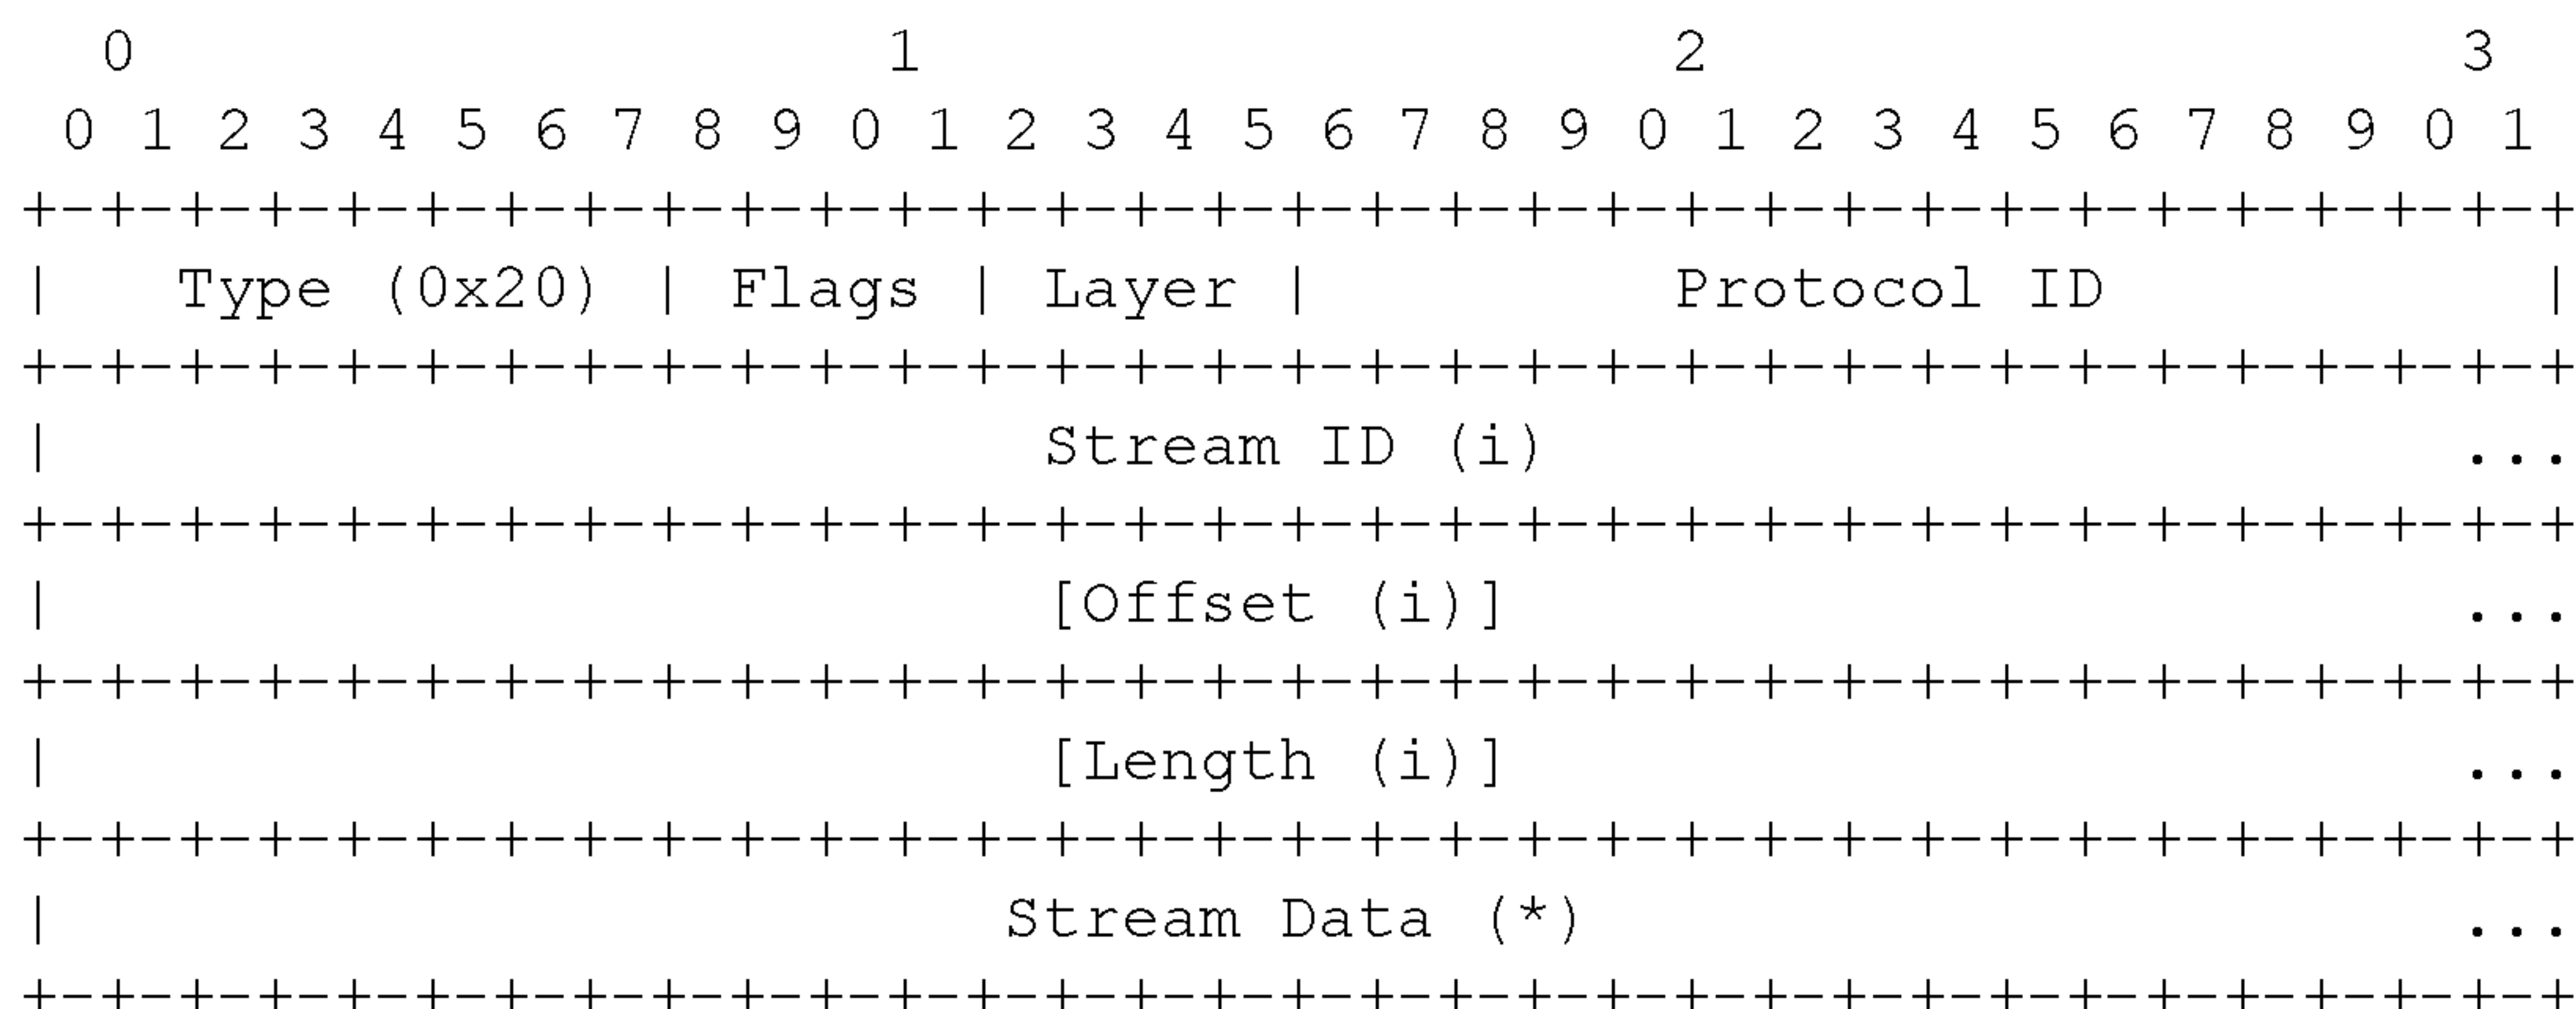 0                   1                   2                   3
  0 1 2 3 4 5 6 7 8 9 0 1 2 3 4 5 6 7 8 9 0 1 2 3 4 5 6 7 8 9 0 1
 +-+-+-+-+-+-+-+-+-+-+-+-+-+-+-+-+-+-+-+-+-+-+-+-+-+-+-+-+-+-+-+-+
 |   Type (0x20) | Flags | Layer |         Protocol ID           |
 +-+-+-+-+-+-+-+-+-+-+-+-+-+-+-+-+-+-+-+-+-+-+-+-+-+-+-+-+-+-+-+-+
 |                         Stream ID (i)                       ...
 +-+-+-+-+-+-+-+-+-+-+-+-+-+-+-+-+-+-+-+-+-+-+-+-+-+-+-+-+-+-+-+-+
 |                         [Offset (i)]                        ...
 +-+-+-+-+-+-+-+-+-+-+-+-+-+-+-+-+-+-+-+-+-+-+-+-+-+-+-+-+-+-+-+-+
 |                         [Length (i)]                        ...
 +-+-+-+-+-+-+-+-+-+-+-+-+-+-+-+-+-+-+-+-+-+-+-+-+-+-+-+-+-+-+-+-+
 |                        Stream Data (*)                      ...
 +-+-+-+-+-+-+-+-+-+-+-+-+-+-+-+-+-+-+-+-+-+-+-+-+-+-+-+-+-+-+-+-+